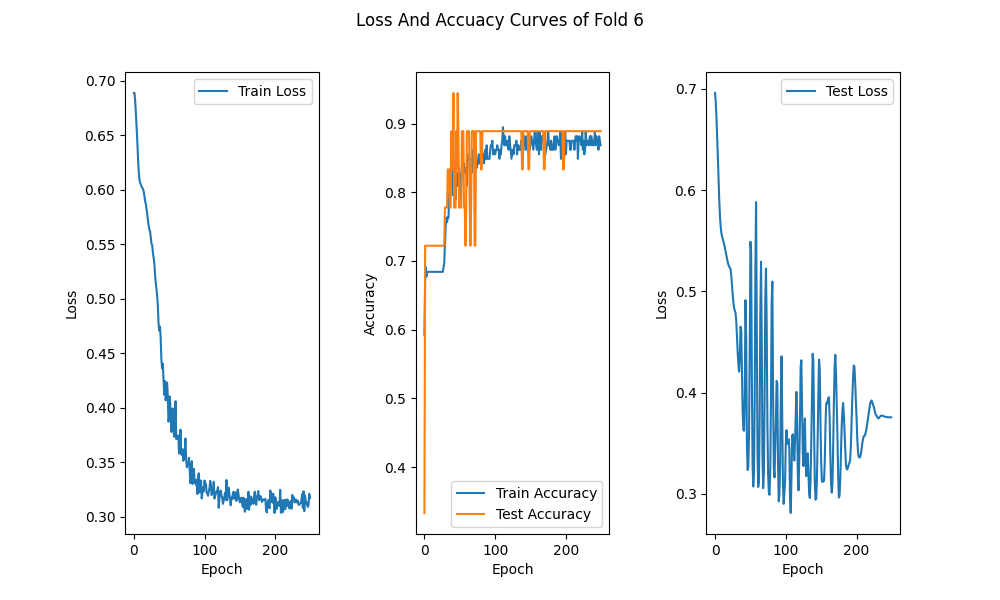 Loss And Accuacy Curves of Fold 6
Train Loss
0.70
0.65
0.60
0.55
0.50
0.45
0.40
0.35
0.30
Loss
0
100
200
Epoch
0.9
0.8
0.7
0.6
0.5
0.4
Accuracy
Train Accuracy
Test Accuracy
0
100
200
Epoch
Test Loss
0.7
0.6
0.5
0.4
0.3
Loss
0
100
200
Epoch